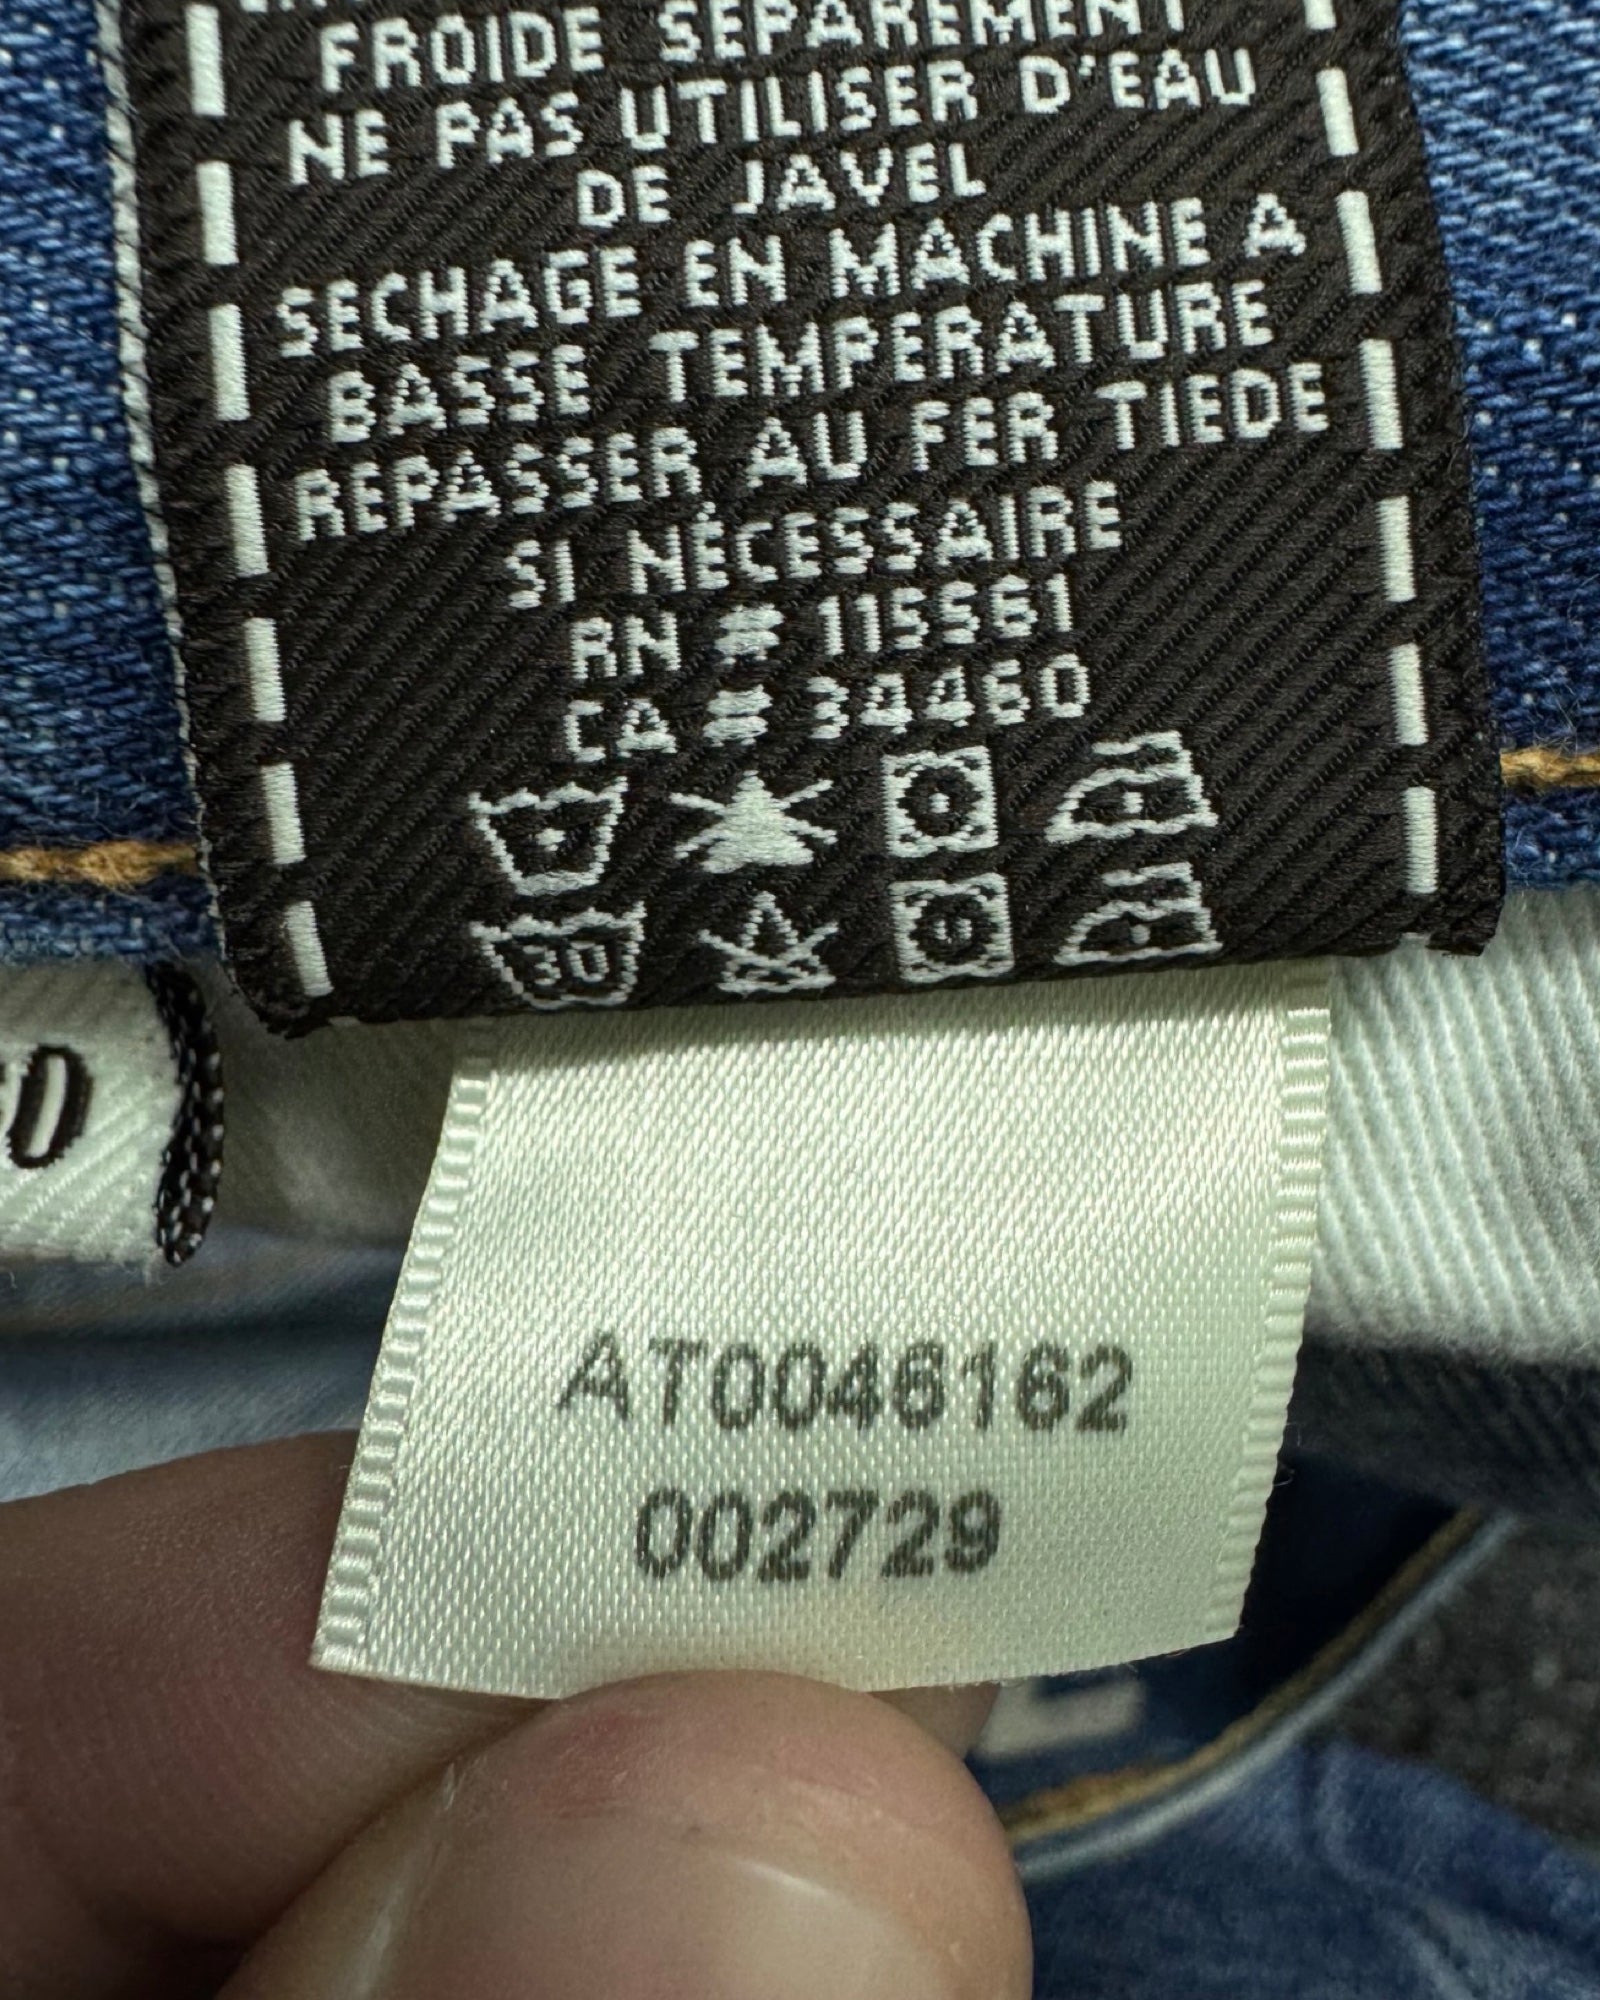 FROIDE SEPAREMENT
NE PAS UTILISER D'EAU
DE JAVEL
SECHAGE EN MACHINE A
BASSE TEMPERATURE
REPASSER AU FER TIEDE
SI NÉCESSAIRE
RN # 115561
CA # 34460
30
AT0046162
002729